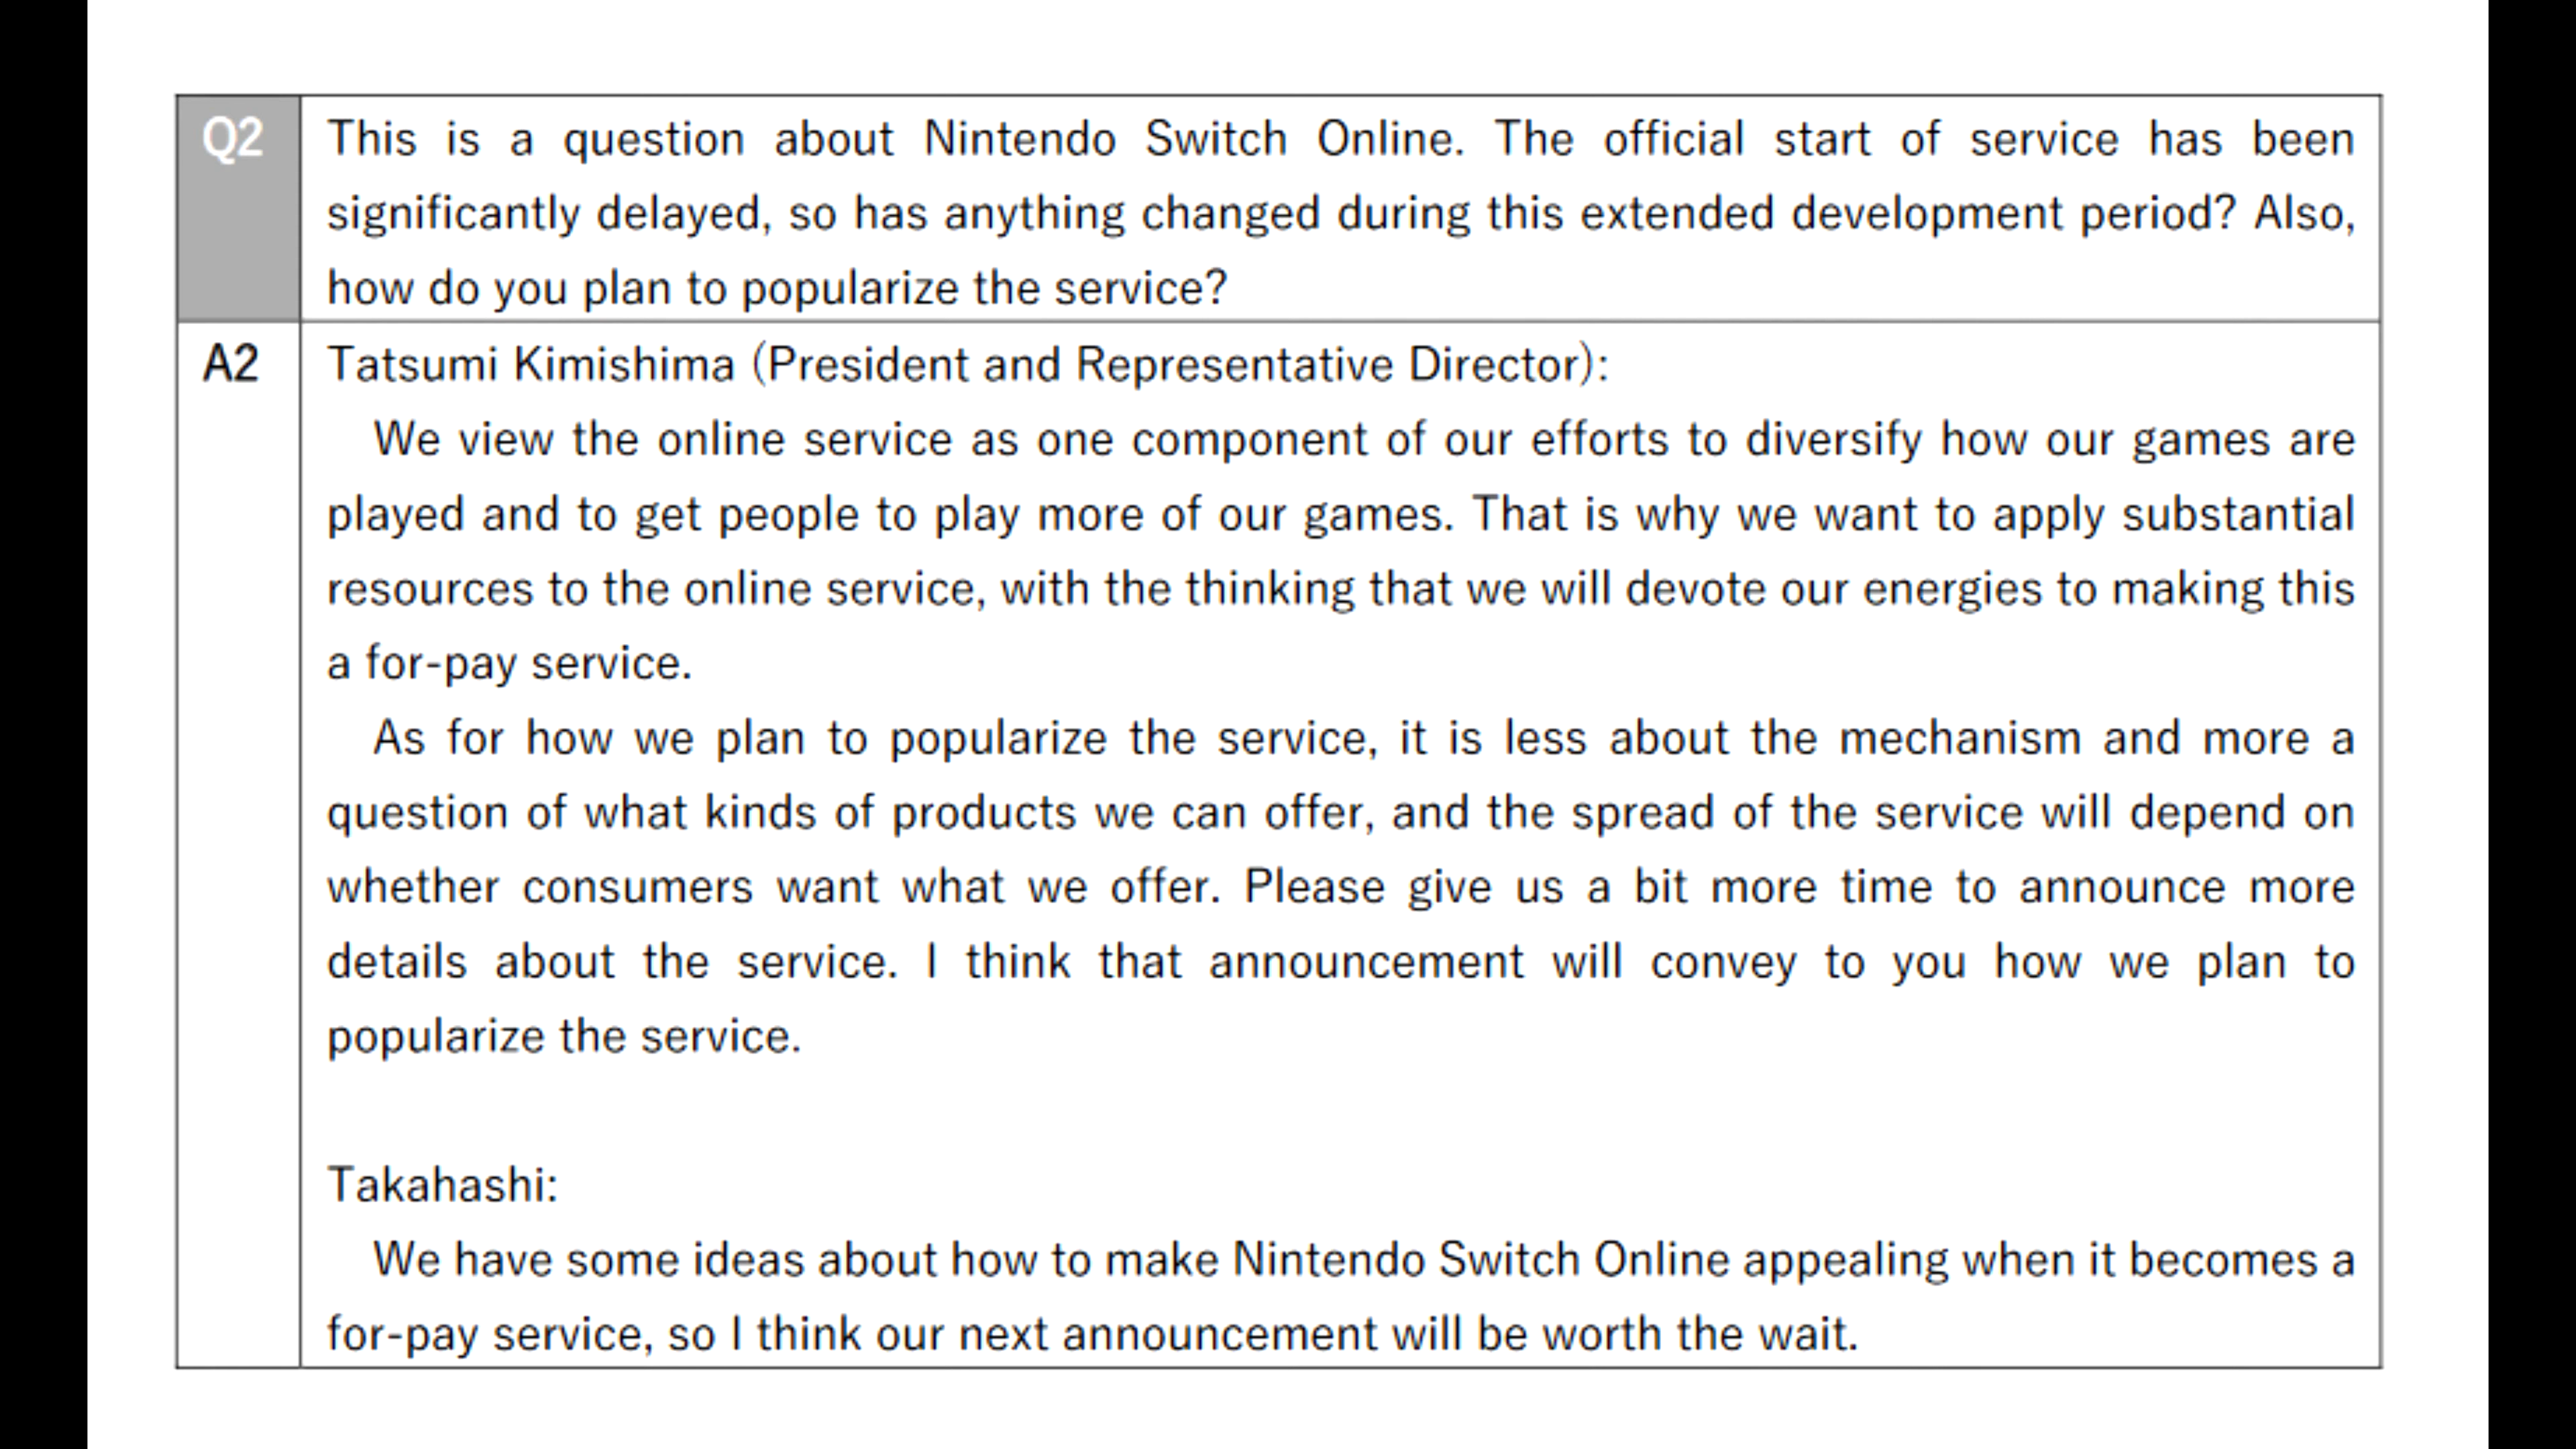 Q2
This is a question about Nintendo Switch Online. The official start of service has been
significantly delayed, so has anything changed during this extended development period? Also,
how do you plan to popularize the service?
A2
Tatsumi Kimishima (President and Representative Director):
We view the online service as one component of our efforts to diversify how our games are
played and to get people to play more of our games. That is why we want to apply substantial
resources to the online service, with the thinking that we will devote our energies to making this
a for-pay service.
As for how we plan to popularize the service, it is less about the mechanism and more a
question of what kinds of products we can offer, and the spread of the service will depend on
whether consumers want what we offer. Please give us a bit more time to announce more
details about the service. I think that announcement will convey to you how we plan to
popularize the service.
Takahashi:
We have some ideas about how to make Nintendo Switch Online appealing when it becomes a
for-pay service, so I think our next announcement will be worth the wait.